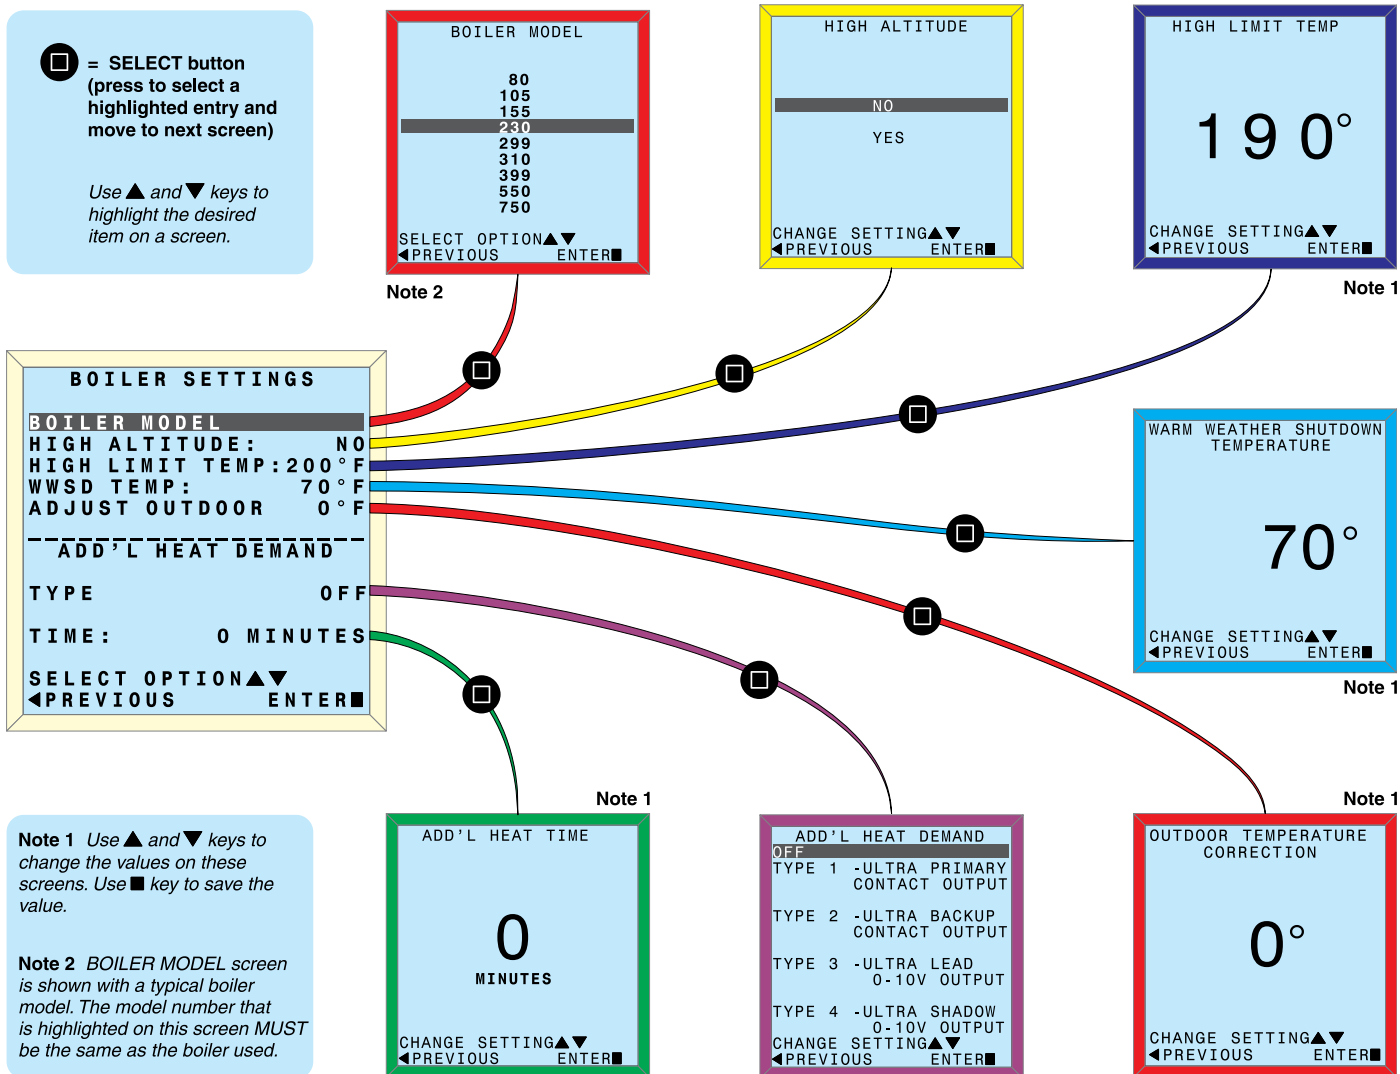 = SELECT button
(press to select a
highlighted entry and
move to next screen)
Use ▲ and ▼ keys to
highlight the desired
item on a screen.
BOILER MODEL
80
105
155
230
299
310
399
550
750
SELECT OPTION▲▼
◀PREVIOUS ENTER■
Note 2
HIGH ALTITUDE
NO
YES
CHANGE SETTING▲▼
◀PREVIOUS ENTER■
HIGH LIMIT TEMP
190°
CHANGE SETTING▲▼
◀PREVIOUS ENTER■
Note 1
BOILER SETTINGS
BOILER MODEL
HIGH ALTITUDE: NO
HIGH LIMIT TEMP:200°F
WWSD TEMP: 70°F
ADJUST OUTDOOR 0°F
ADD'L HEAT DEMAND
TYPE OFF
TIME: 0 MINUTES
SELECT OPTION▲▼
◀PREVIOUS ENTER■
WARM WEATHER SHUTDOWN
TEMPERATURE
70°
CHANGE SETTING▲▼
◀PREVIOUS ENTER■
Note 1
Note 1 Use ▲ and ▼ keys to
change the values on these
screens. Use ■ key to save the
value.
Note 2 BOILER MODEL screen
is shown with a typical boiler
model. The model number that
is highlighted on this screen MUST
be the same as the boiler used.
Note 1
ADD'L HEAT TIME
0
MINUTES
CHANGE SETTING▲▼
◀PREVIOUS ENTER■
ADD'L HEAT DEMAND
OFF
TYPE 1 -ULTRA PRIMARY
CONTACT OUTPUT
TYPE 2 -ULTRA BACKUP
CONTACT OUTPUT
TYPE 3 -ULTRA LEAD
0-10V OUTPUT
TYPE 4 -ULTRA SHADOW
0-10V OUTPUT
CHANGE SETTING▲▼
◀PREVIOUS ENTER■
Note 1
OUTDOOR TEMPERATURE
CORRECTION
0°
CHANGE SETTING▲▼
◀PREVIOUS ENTER■